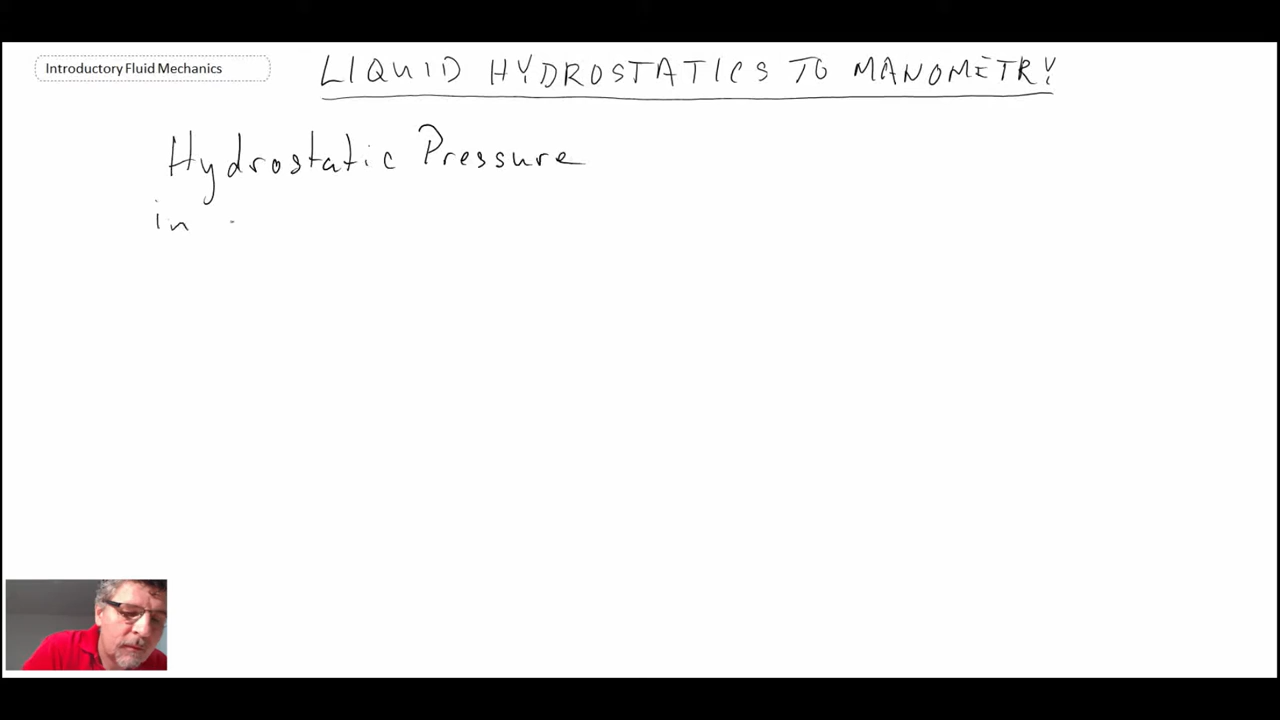 Introductory Fluid Mechanics
LIQUID HYDROSTATICS TO MANOMETRY
Hydrostatic Pressure
in